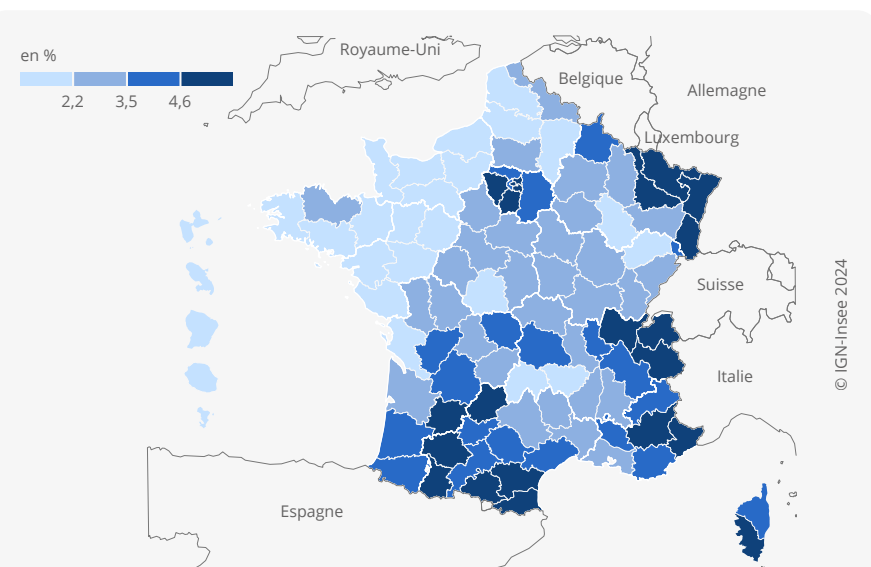 Royaume-Uni
en %
2,2 3,5 4,6
Belgique
Allemagne
Luxembourg
Suisse
Italie
Espagne
© IGN-Insee 2024